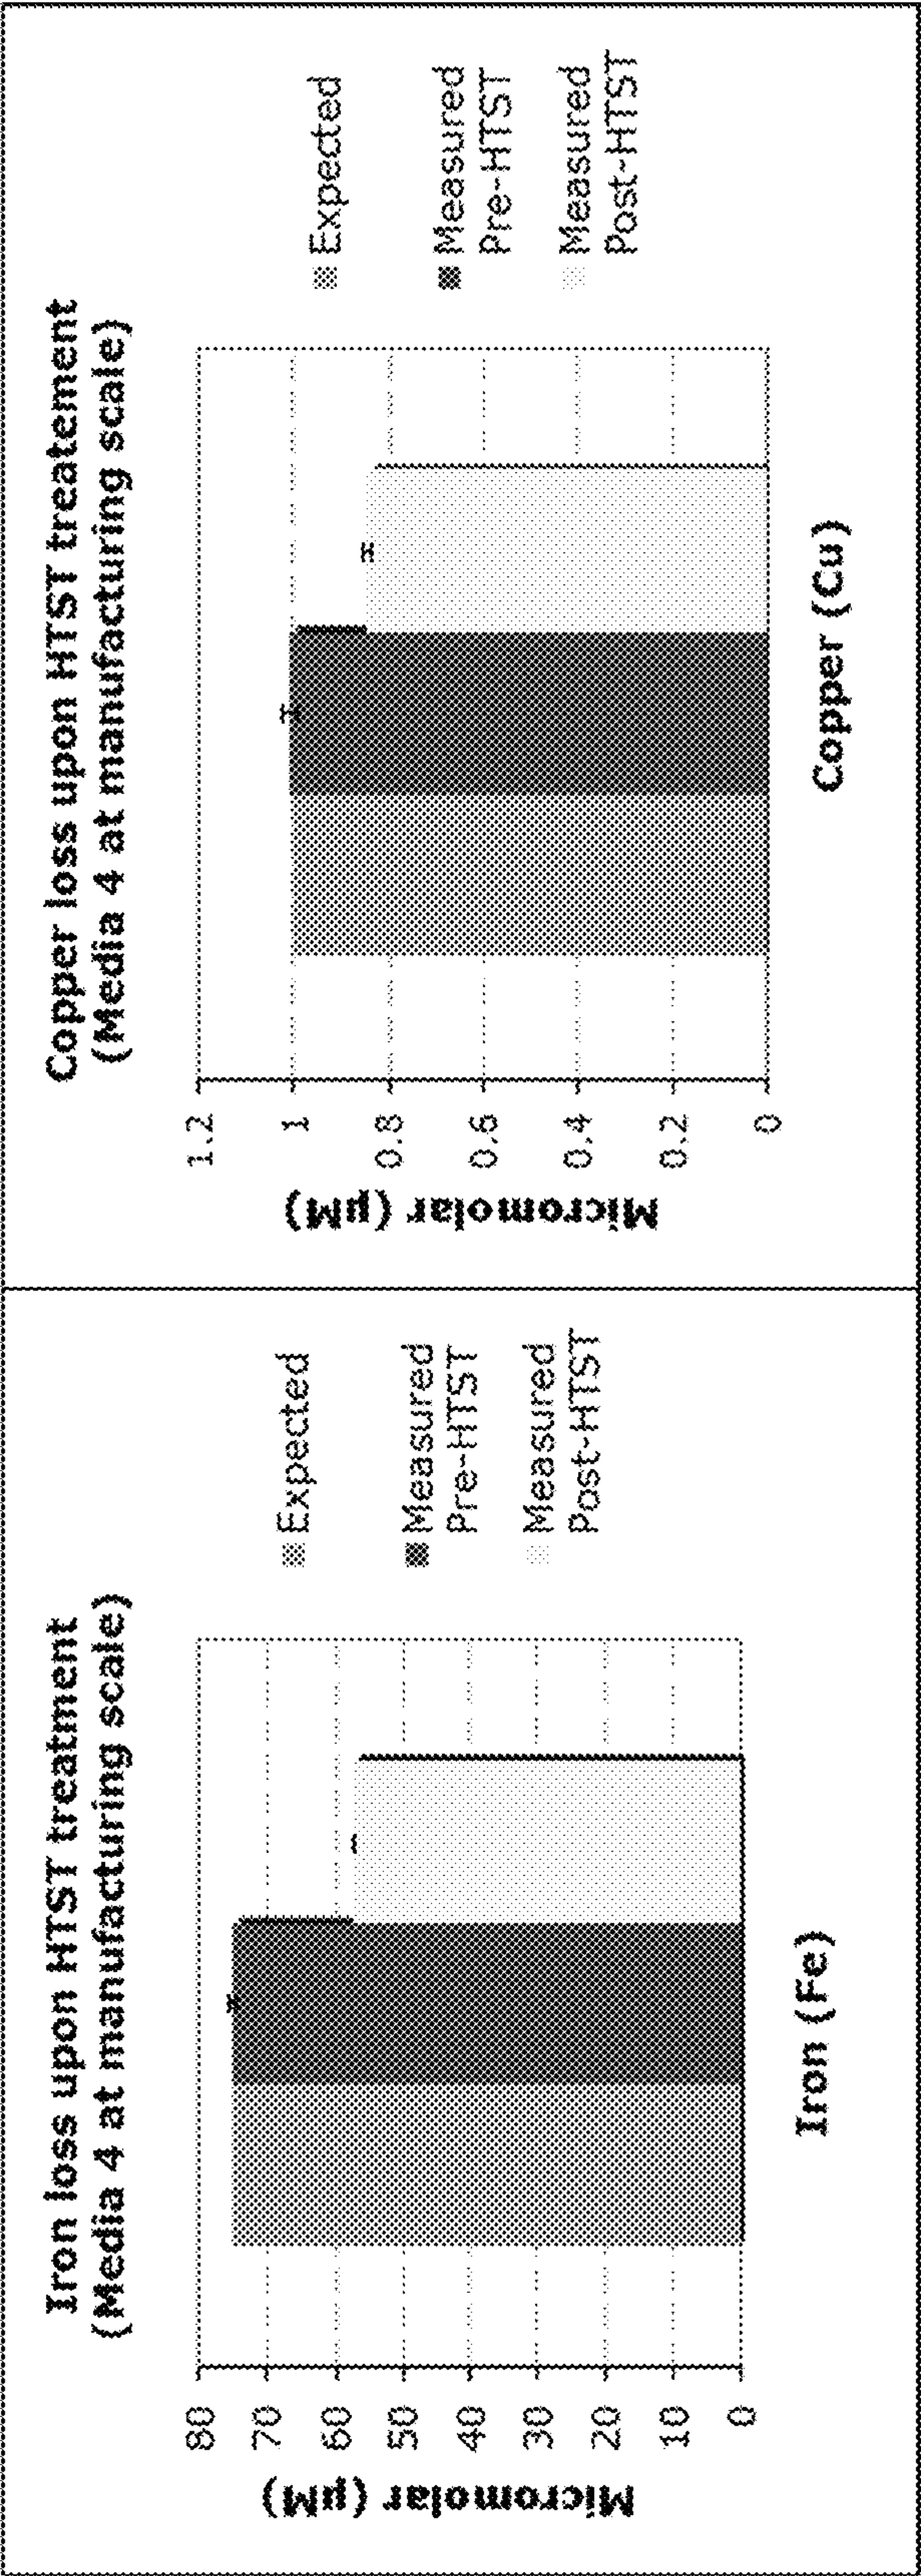 Iron loss upon HTST treatment
(Media 4 at manufacturing scale)
80
70
60
50
40
30
20
10
0
Micromolar (µM)
Iron (Fe)
Expected
Measured
Pre-HTST
Measured
Post-HTST
Copper loss upon HTST treatement
(Media 4 at manufacturing scale)
1.2
1
0.8
0.6
0.4
0.2
0
Micromolar (µM)
Copper (Cu)
Expected
Measured
Pre-HTST
Measured
Post-HTST